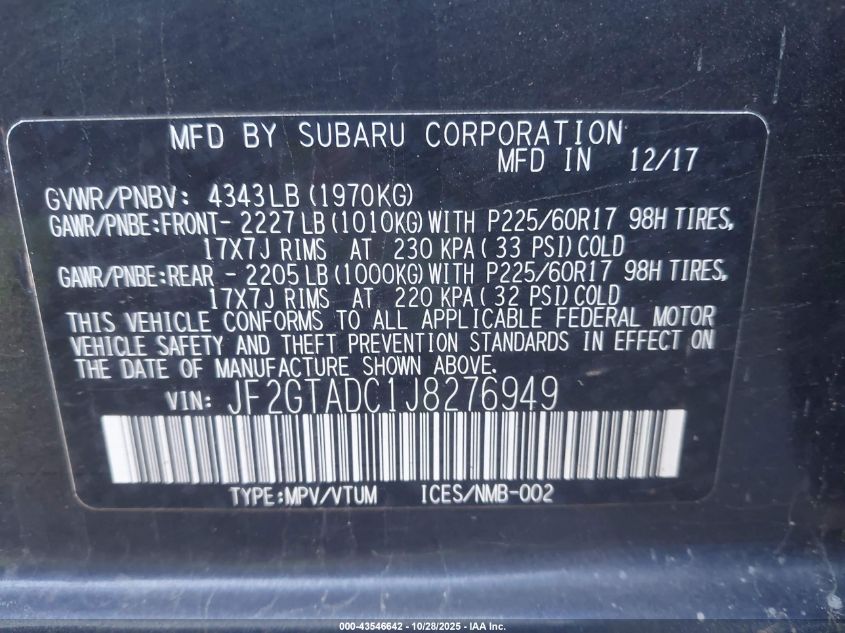 MFD BY SUBARU CORPORATION
MFD IN 12/17
GVWR/PNBV: 4343LB (1970KG)
GAWR/PNBE:FRONT- 2227 LB (1010KG) WITH P225/60R17 98H TIRES,
17X7J RIMS AT 230 KPA ( 33 PSI) COLD
GAWR/PNBE:REAR - 2205 LB (1000KG) WITH P225/60R17 98H TIRES,
17X7J RIMS AT 220 KPA ( 32 PSI) COLD
THIS VEHICLE CONFORMS TO ALL APPLICABLE FEDERAL MOTOR
VEHICLE SAFETY AND THEFT PREVENTION STANDARDS IN EFFECT ON
THE DATE OF MANUFACTURE SHOWN ABOVE.
VIN: JF2GTADC1J8276949
TYPE:MPV/VTUM ICES/NMB-002
000-43546642 - 10/28/2025 - IAA Inc.